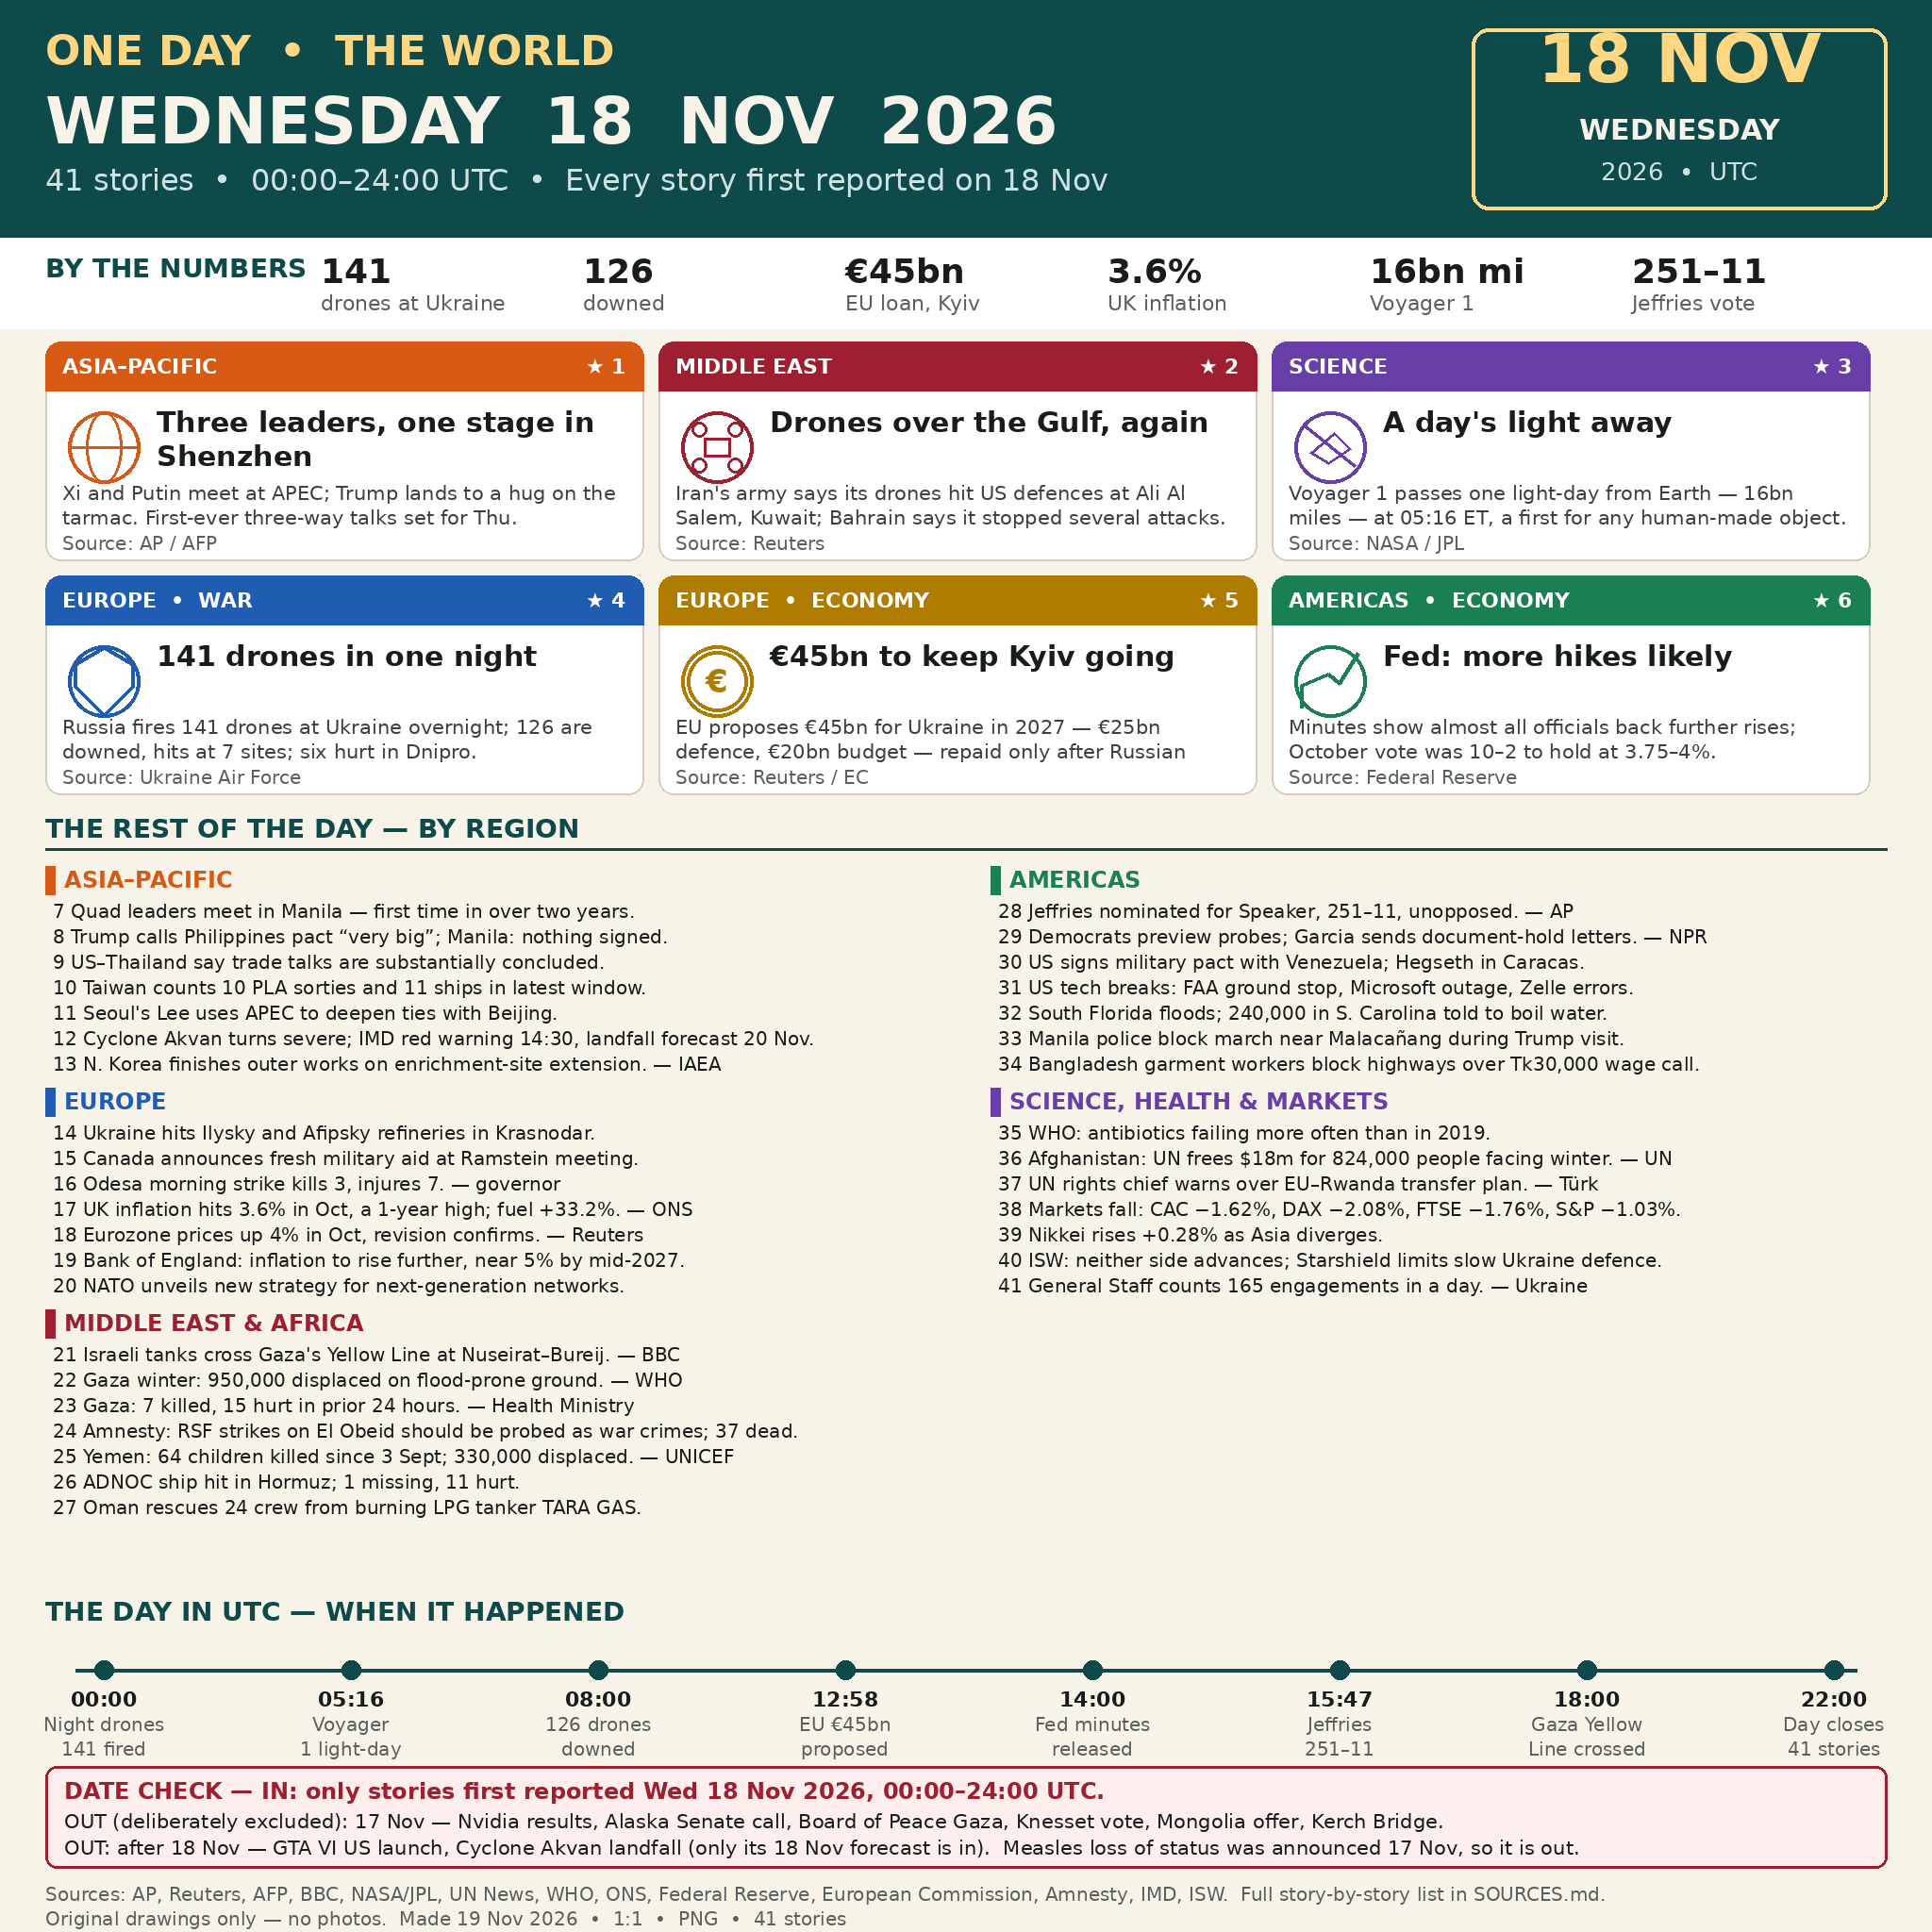 ONE DAY • THE WORLD
WEDNESDAY 18 NOV 2026
41 stories • 00:00–24:00 UTC • Every story first reported on 18 Nov
18 NOV
WEDNESDAY
2026 • UTC
BY THE NUMBERS
141
drones at Ukraine
126
downed
€45bn
EU loan, Kyiv
3.6%
UK inflation
16bn mi
Voyager 1
251–11
Jeffries vote
ASIA–PACIFIC ★ 1
Three leaders, one stage in
Shenzhen
Xi and Putin meet at APEC; Trump lands to a hug on the
tarmac. First-ever three-way talks set for Thu.
Source: AP / AFP
MIDDLE EAST ★ 2
Drones over the Gulf, again
Iran's army says its drones hit US defences at Ali Al
Salem, Kuwait; Bahrain says it stopped several attacks.
Source: Reuters
SCIENCE ★ 3
A day's light away
Voyager 1 passes one light-day from Earth — 16bn
miles — at 05:16 ET, a first for any human-made object.
Source: NASA / JPL
EUROPE • WAR ★ 4
141 drones in one night
Russia fires 141 drones at Ukraine overnight; 126 are
downed, hits at 7 sites; six hurt in Dnipro.
Source: Ukraine Air Force
EUROPE • ECONOMY ★ 5
€
€45bn to keep Kyiv going
EU proposes €45bn for Ukraine in 2027 — €25bn
defence, €20bn budget — repaid only after Russian
Source: Reuters / EC
AMERICAS • ECONOMY ★ 6
Fed: more hikes likely
Minutes show almost all officials back further rises;
October vote was 10–2 to hold at 3.75–4%.
Source: Federal Reserve
THE REST OF THE DAY — BY REGION
ASIA–PACIFIC
7 Quad leaders meet in Manila — first time in over two years.
8 Trump calls Philippines pact “very big”; Manila: nothing signed.
9 US–Thailand say trade talks are substantially concluded.
10 Taiwan counts 10 PLA sorties and 11 ships in latest window.
11 Seoul's Lee uses APEC to deepen ties with Beijing.
12 Cyclone Akvan turns severe; IMD red warning 14:30, landfall forecast 20 Nov.
13 N. Korea finishes outer works on enrichment-site extension. — IAEA
EUROPE
14 Ukraine hits Ilysky and Afipsky refineries in Krasnodar.
15 Canada announces fresh military aid at Ramstein meeting.
16 Odesa morning strike kills 3, injures 7. — governor
17 UK inflation hits 3.6% in Oct, a 1-year high; fuel +33.2%. — ONS
18 Eurozone prices up 4% in Oct, revision confirms. — Reuters
19 Bank of England: inflation to rise further, near 5% by mid-2027.
20 NATO unveils new strategy for next-generation networks.
MIDDLE EAST & AFRICA
21 Israeli tanks cross Gaza's Yellow Line at Nuseirat–Bureij. — BBC
22 Gaza winter: 950,000 displaced on flood-prone ground. — WHO
23 Gaza: 7 killed, 15 hurt in prior 24 hours. — Health Ministry
24 Amnesty: RSF strikes on El Obeid should be probed as war crimes; 37 dead.
25 Yemen: 64 children killed since 3 Sept; 330,000 displaced. — UNICEF
26 ADNOC ship hit in Hormuz; 1 missing, 11 hurt.
27 Oman rescues 24 crew from burning LPG tanker TARA GAS.
AMERICAS
28 Jeffries nominated for Speaker, 251–11, unopposed. — AP
29 Democrats preview probes; Garcia sends document-hold letters. — NPR
30 US signs military pact with Venezuela; Hegseth in Caracas.
31 US tech breaks: FAA ground stop, Microsoft outage, Zelle errors.
32 South Florida floods; 240,000 in S. Carolina told to boil water.
33 Manila police block march near Malacañang during Trump visit.
34 Bangladesh garment workers block highways over Tk30,000 wage call.
SCIENCE, HEALTH & MARKETS
35 WHO: antibiotics failing more often than in 2019.
36 Afghanistan: UN frees $18m for 824,000 people facing winter. — UN
37 UN rights chief warns over EU–Rwanda transfer plan. — Türk
38 Markets fall: CAC −1.62%, DAX −2.08%, FTSE −1.76%, S&P −1.03%.
39 Nikkei rises +0.28% as Asia diverges.
40 ISW: neither side advances; Starshield limits slow Ukraine defence.
41 General Staff counts 165 engagements in a day. — Ukraine
THE DAY IN UTC — WHEN IT HAPPENED
00:00
Night drones
141 fired
05:16
Voyager
1 light-day
08:00
126 drones
downed
12:58
EU €45bn
proposed
14:00
Fed minutes
released
15:47
Jeffries
251–11
18:00
Gaza Yellow
Line crossed
22:00
Day closes
41 stories
DATE CHECK — IN: only stories first reported Wed 18 Nov 2026, 00:00–24:00 UTC.
OUT (deliberately excluded): 17 Nov — Nvidia results, Alaska Senate call, Board of Peace Gaza, Knesset vote, Mongolia offer, Kerch Bridge.
OUT: after 18 Nov — GTA VI US launch, Cyclone Akvan landfall (only its 18 Nov forecast is in). Measles loss of status was announced 17 Nov, so it is out.
Sources: AP, Reuters, AFP, BBC, NASA/JPL, UN News, WHO, ONS, Federal Reserve, European Commission, Amnesty, IMD, ISW. Full story-by-story list in SOURCES.md.
Original drawings only — no photos. Made 19 Nov 2026 • 1:1 • PNG • 41 stories